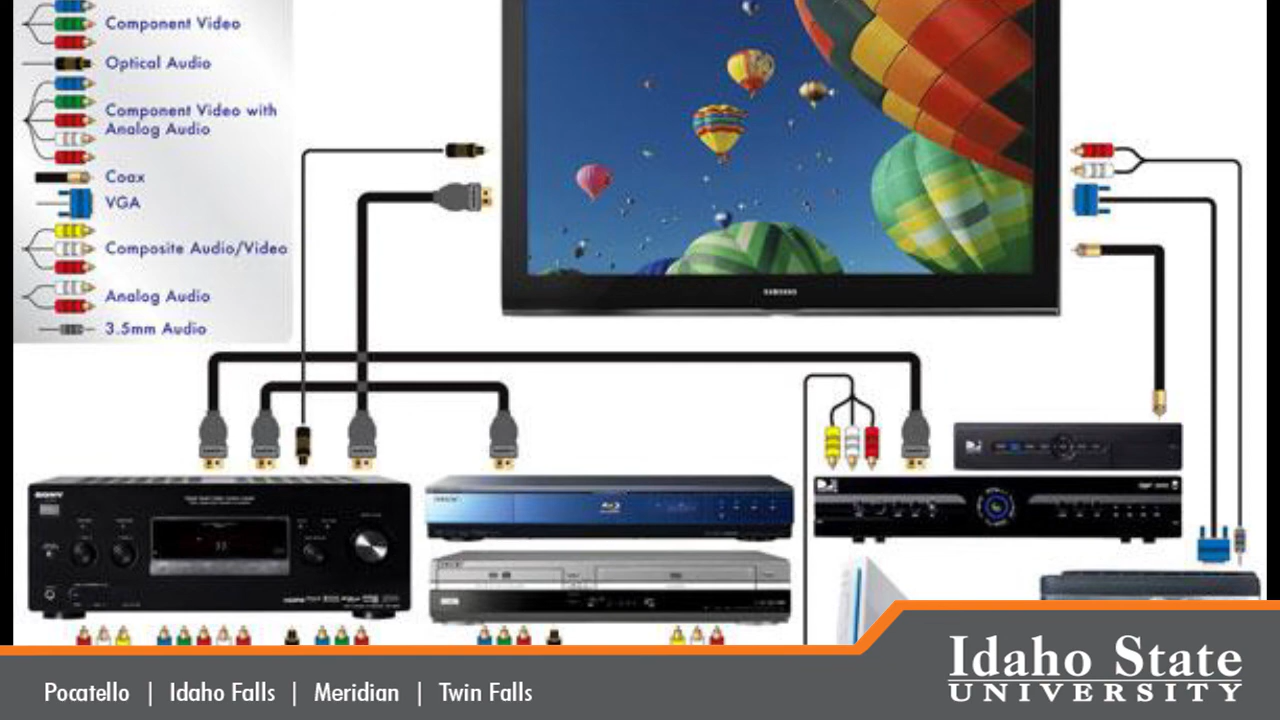 Component Video
Optical Audio
Component Video with
Analog Audio
Coax
VGA
Composite Audio/Video
Analog Audio
3.5mm Audio
SAMSUNG
SONY
Pocatello | Idaho Falls | Meridian | Twin Falls
Idaho State
UNIVERSITY